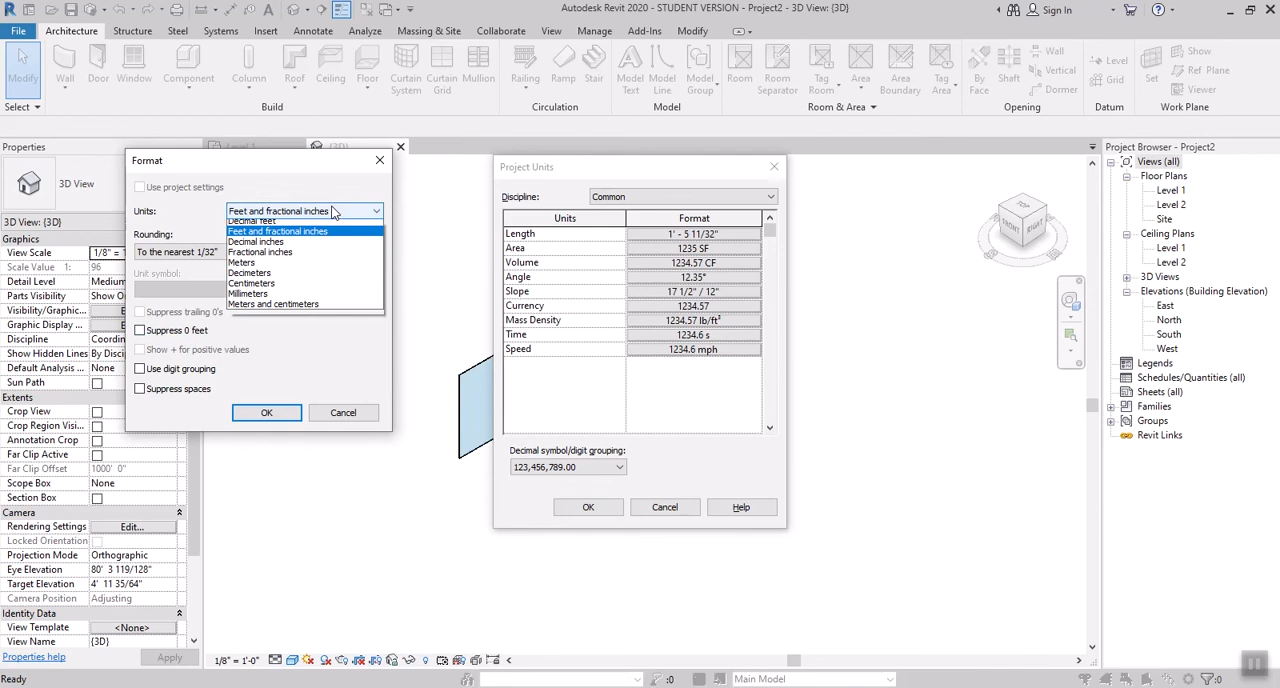 Autodesk Revit 2020 - STUDENT VERSION - Project2 - 3D View: {3D}
Sign In
File
Architecture
Structure
Steel
Systems
Insert
Annotate
Analyze
Massing & Site
Collaborate
View
Manage
Add-Ins
Modify
Modify
Wall
Door
Window
Component
Column
Roof
Ceiling
Floor
Curtain System
Curtain Grid
Mullion
Railing
Ramp
Stair
Model Text
Model Line
Model Group
Room
Room Separator
Tag Room
Area
Area Boundary
Tag Area
By Face
Shaft
Wall
Vertical
Dormer
Level
Grid
Set
Show
Ref Plane
Viewer
Select
Build
Circulation
Model
Room & Area
Opening
Datum
Work Plane
Properties
3D View
3D View: {3D}
Graphics
View Scale 1/8" = 1
Scale Value 1: 96
Detail Level Medium
Parts Visibility Show O
Visibility/Graphic... E
Graphic Display ... E
Discipline Coordin
Show Hidden Lines By Disci
Default Analysis ... None
Sun Path
Extents
Crop View
Crop Region Visi...
Annotation Crop
Far Clip Active
Far Clip Offset 1000' 0"
Scope Box None
Section Box
Camera
Rendering Settings Edit...
Locked Orientation
Projection Mode Orthographic
Eye Elevation 80' 3 119/128"
Target Elevation 4' 11 35/64"
Camera Position Adjusting
Identity Data
View Template <None>
View Name {3D}
Properties help
Apply
Format
Use project settings
Units: Feet and fractional inches
Decimal feet
Feet and fractional inches
Decimal inches
Fractional inches
Meters
Decimeters
Centimeters
Millimeters
Meters and centimeters
Rounding:
To the nearest 1/32"
Unit symbol:
Suppress trailing 0's
Suppress 0 feet
Show + for positive values
Use digit grouping
Suppress spaces
OK
Cancel
Level 1
{3D}
Project Units
Discipline: Common
Units Format
Length 1' - 5 11/32"
Area 1235 SF
Volume 1234.57 CF
Angle 12.35°
Slope 17 1/2" / 12"
Currency 1234.57
Mass Density 1234.57 lb/ft³
Time 1234.6 s
Speed 1234.6 mph
Decimal symbol/digit grouping:
123,456,789.00
OK
Cancel
Help
TOP
FRONT
RIGHT
Project Browser - Project2
Views (all)
Floor Plans
Level 1
Level 2
Site
Ceiling Plans
Level 1
Level 2
3D Views
Elevations (Building Elevation)
East
North
South
West
Legends
Schedules/Quantities (all)
Sheets (all)
Families
Groups
Revit Links
1/8" = 1'-0"
Ready
:0
Main Model
:0